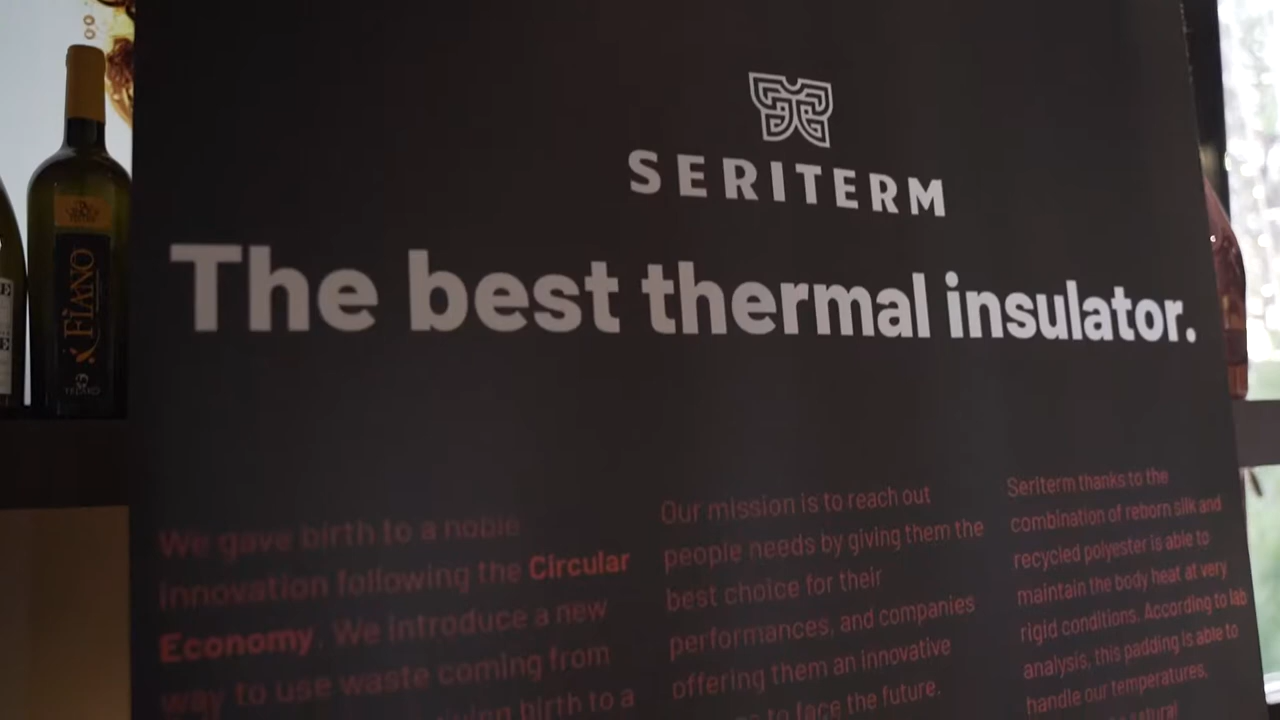 SERITERM
The best thermal insulator.
We gave birth to a noble
innovation following the Circular
Economy. We introduce a new
way to use waste coming from
birth to a
Our mission is to reach out
people needs by giving them the
best choice for their
performances, and companies
offering them an innovative
to face the future.
Seriterm thanks to the
combination of reborn silk and
recycled polyester is able to
maintain the body heat at very
rigid conditions. According to lab
analysis, this padding is able to
handle our temperatures,
natural
FIANO